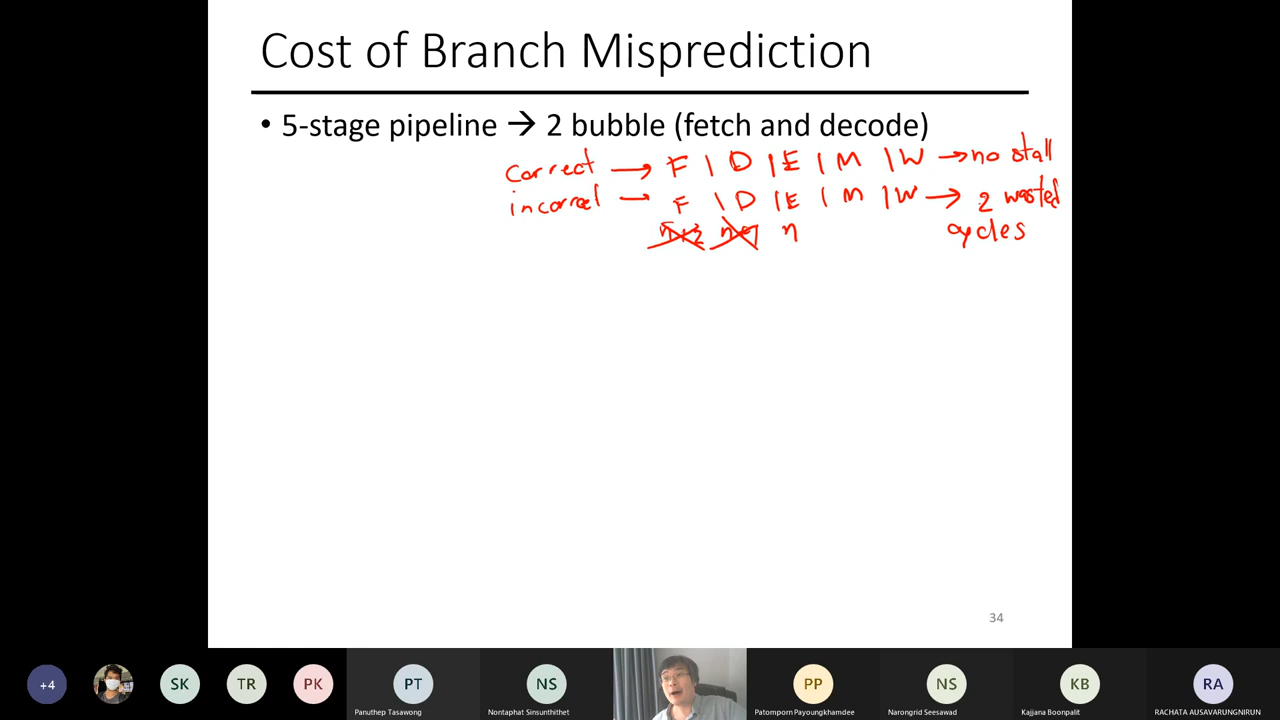 Cost of Branch Misprediction
• 5-stage pipeline → 2 bubble (fetch and decode)
correct → F | D | E | M | W → no stall
incorrect → F | D | E | M | W → 2 wasted
n cycles
34
+4 SK TR PK PT NS PP NS KB RA
Panuthep Tasawong Nontaphat Sinsunthithet Patomporn Payoungkhamdee Narongrid Seesawad Kajjana Boonpalit RACHATA AUSAVARUNGNIRUN